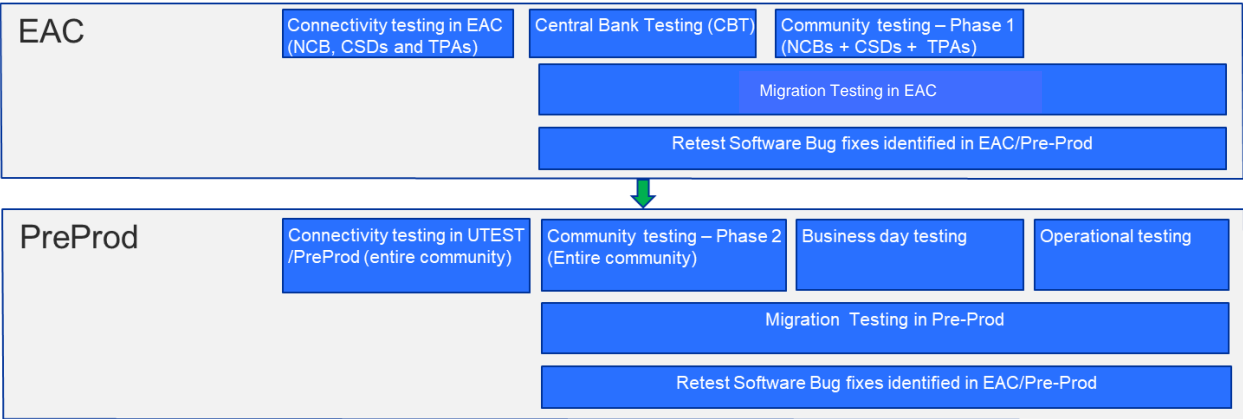 EAC
Connectivity testing in EAC
(NCB, CSDs and TPAs)
Central Bank Testing (CBT)
Community testing – Phase 1
(NCBs + CSDs + TPAs)
Migration Testing in EAC
Retest Software Bug fixes identified in EAC/Pre-Prod
PreProd
Connectivity testing in UTEST
/PreProd (entire community)
Community testing – Phase 2
(Entire community)
Business day testing
Operational testing
Migration Testing in Pre-Prod
Retest Software Bug fixes identified in EAC/Pre-Prod